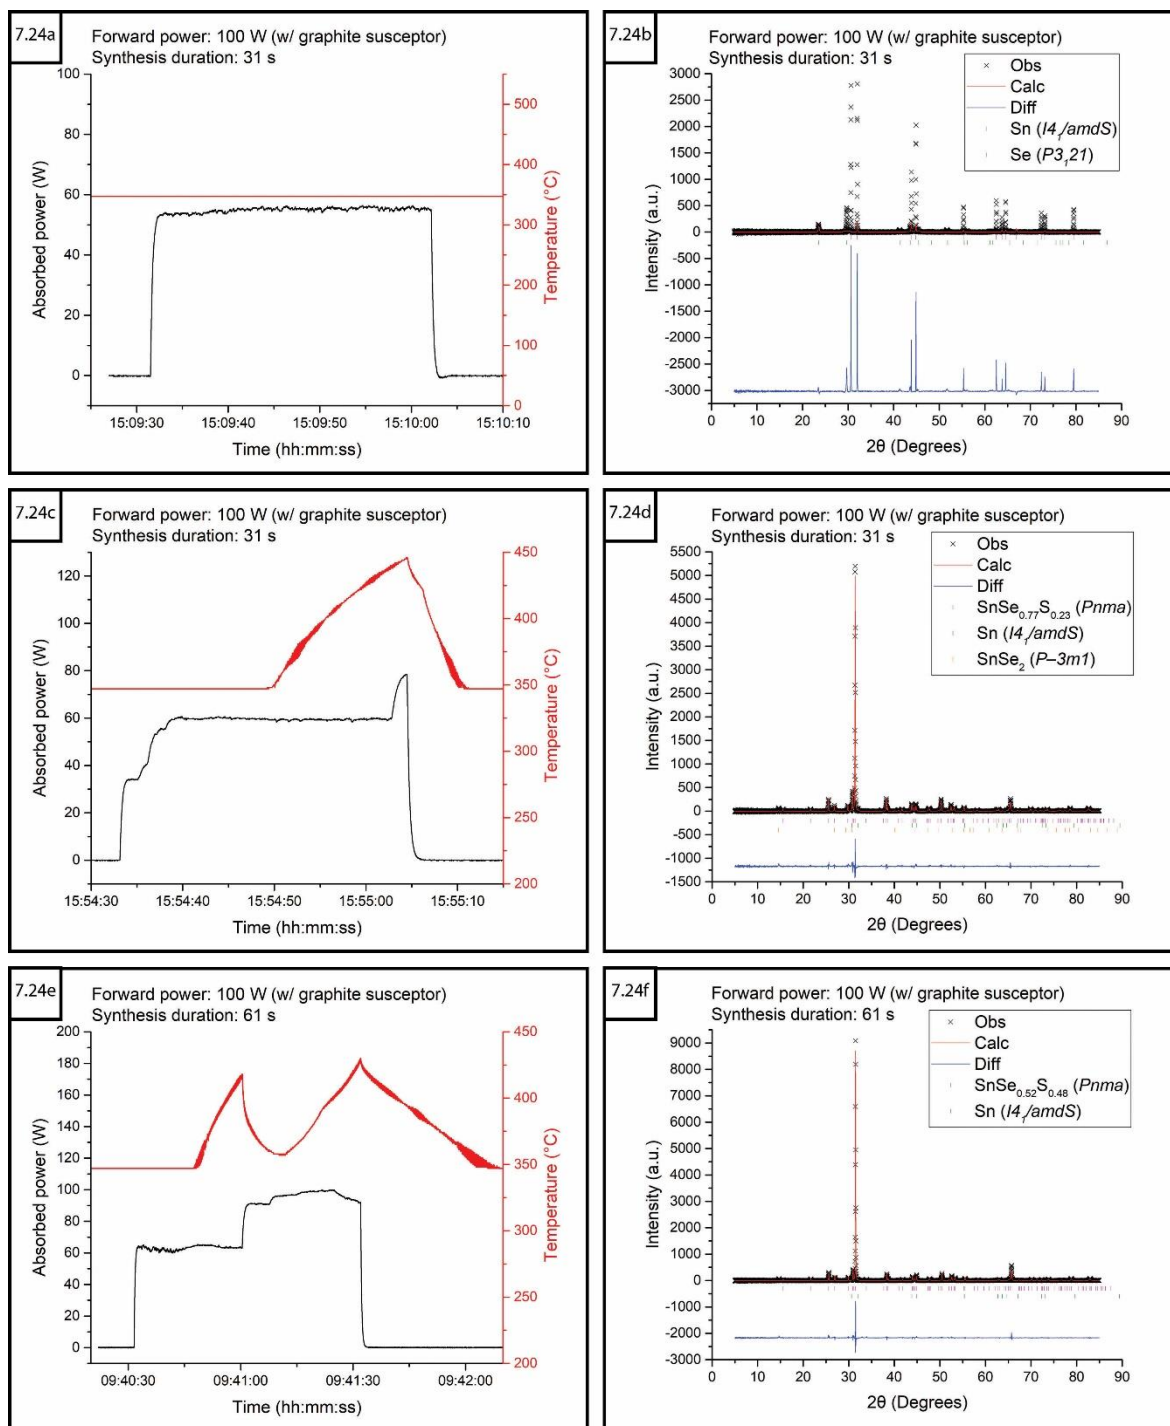 7.24a
Forward power: 100 W (w/ graphite susceptor)
Synthesis duration: 31 s
100
80
60
40
20
0
Absorbed power (W)
500
450
400
350
300
250
200
150
100
50
0
Temperature (°C)
15:09:30 15:09:40 15:09:50 15:10:00 15:10:10
Time (hh:mm:ss)
7.24b
Forward power: 100 W (w/ graphite susceptor)
Synthesis duration: 31 s
Obs
Calc
Diff
Sn (I4₁/amdS)
Se (P3₁21)
3000
2500
2000
1500
1000
500
0
-500
-1000
-1500
-2000
-2500
-3000
Intensity (a.u.)
0 10 20 30 40 50 60 70 80 90
2θ (Degrees)
7.24c
Forward power: 100 W (w/ graphite susceptor)
Synthesis duration: 31 s
120
100
80
60
40
20
0
Absorbed power (W)
450
400
350
300
250
200
Temperature (°C)
15:54:30 15:54:40 15:54:50 15:55:00 15:55:10
Time (hh:mm:ss)
7.24d
Forward power: 100 W (w/ graphite susceptor)
Synthesis duration: 31 s
Obs
Calc
Diff
SnSe₀.₇₇S₀.₂₃ (Pnma)
Sn (I4₁/amdS)
SnSe₂ (P–3m1)
5500
5000
4500
4000
3500
3000
2500
2000
1500
1000
500
0
-500
-1000
-1500
Intensity (a.u.)
0 10 20 30 40 50 60 70 80 90
2θ (Degrees)
7.24e
Forward power: 100 W (w/ graphite susceptor)
Synthesis duration: 61 s
200
180
160
140
120
100
80
60
40
20
0
Absorbed power (W)
450
400
350
300
250
200
Temperature (°C)
09:40:30 09:41:00 09:41:30 09:42:00
Time (hh:mm:ss)
7.24f
Forward power: 100 W (w/ graphite susceptor)
Synthesis duration: 61 s
Obs
Calc
Diff
SnSe₀.₅₂S₀.₄₈ (Pnma)
Sn (I4₁/amdS)
9000
8000
7000
6000
5000
4000
3000
2000
1000
0
-1000
-2000
-3000
Intensity (a.u.)
0 10 20 30 40 50 60 70 80 90
2θ (Degrees)